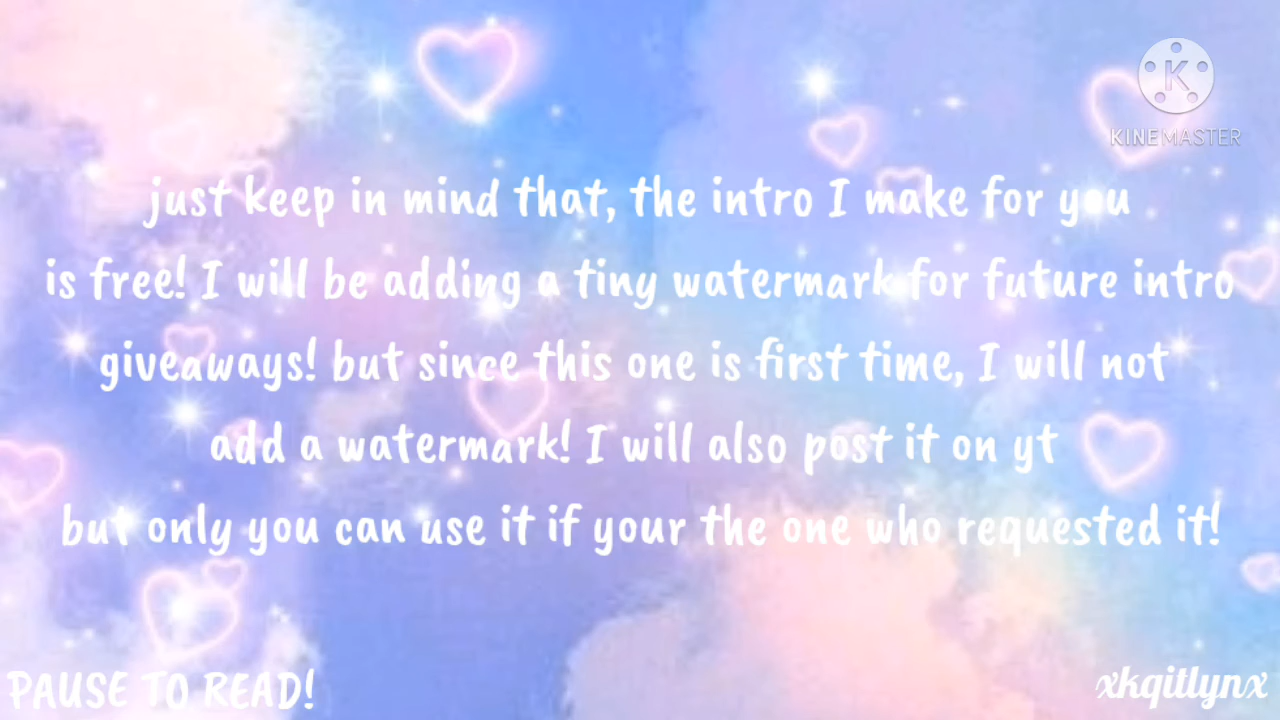 KINEMASTER
just keep in mind that, the intro I make for you
is free! I will be adding a tiny watermark for future intro
giveaways! but since this one is first time, I will not
add a watermark! I will also post it on yt
but only you can use it if your the one who requested it!
PAUSE TO READ!
xkqitlynx